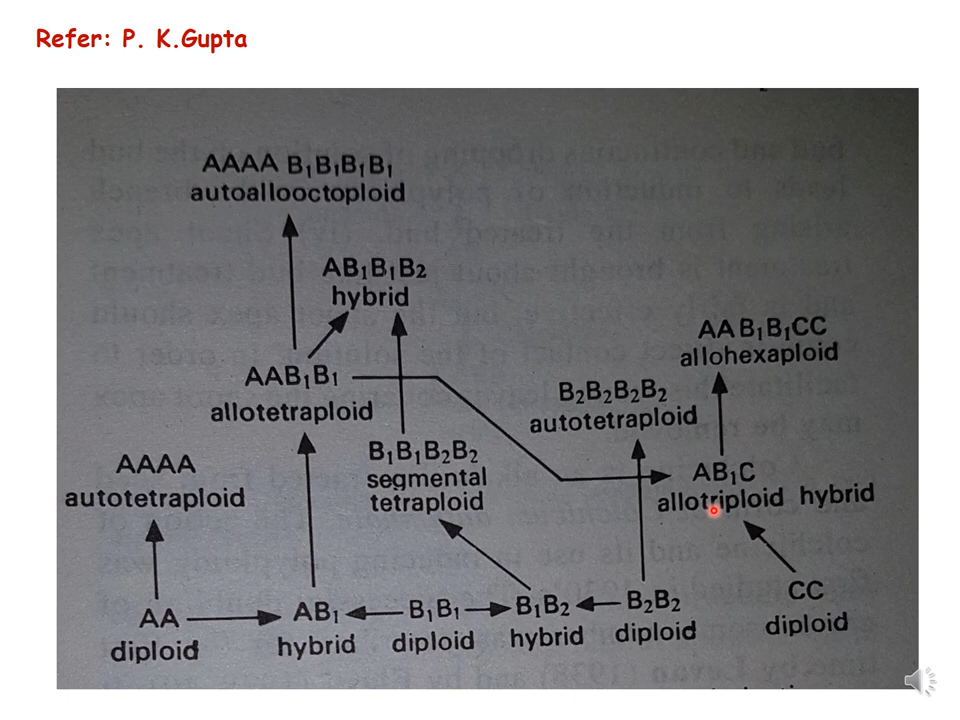 Refer: P. K.Gupta
AAAA B₁B₁B₁B₁
autoallooctoploid
AB₁B₁B₂
hybrid
AA B₁B₁CC
allohexaploid
AAB₁B₁
allotetraploid
B₂B₂B₂B₂
autotetraploid
AAAA
autotetraploid
B₁B₁B₂B₂
segmental
tetraploid
AB₁C
allotriploid hybrid
AA
diploid
AB₁
hybrid
B₁B₁
diploid
B₁B₂
hybrid
B₂B₂
diploid
CC
diploid